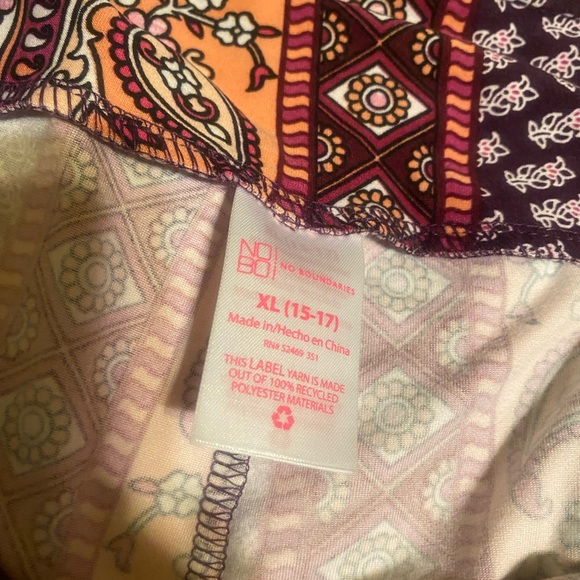 NO
BO
NO BOUNDARIES
XL (15-17)
Made in/Hecho en China
RN# 52469 351
THIS LABEL YARN IS MADE
OUT OF 100% RECYCLED
POLYESTER MATERIALS